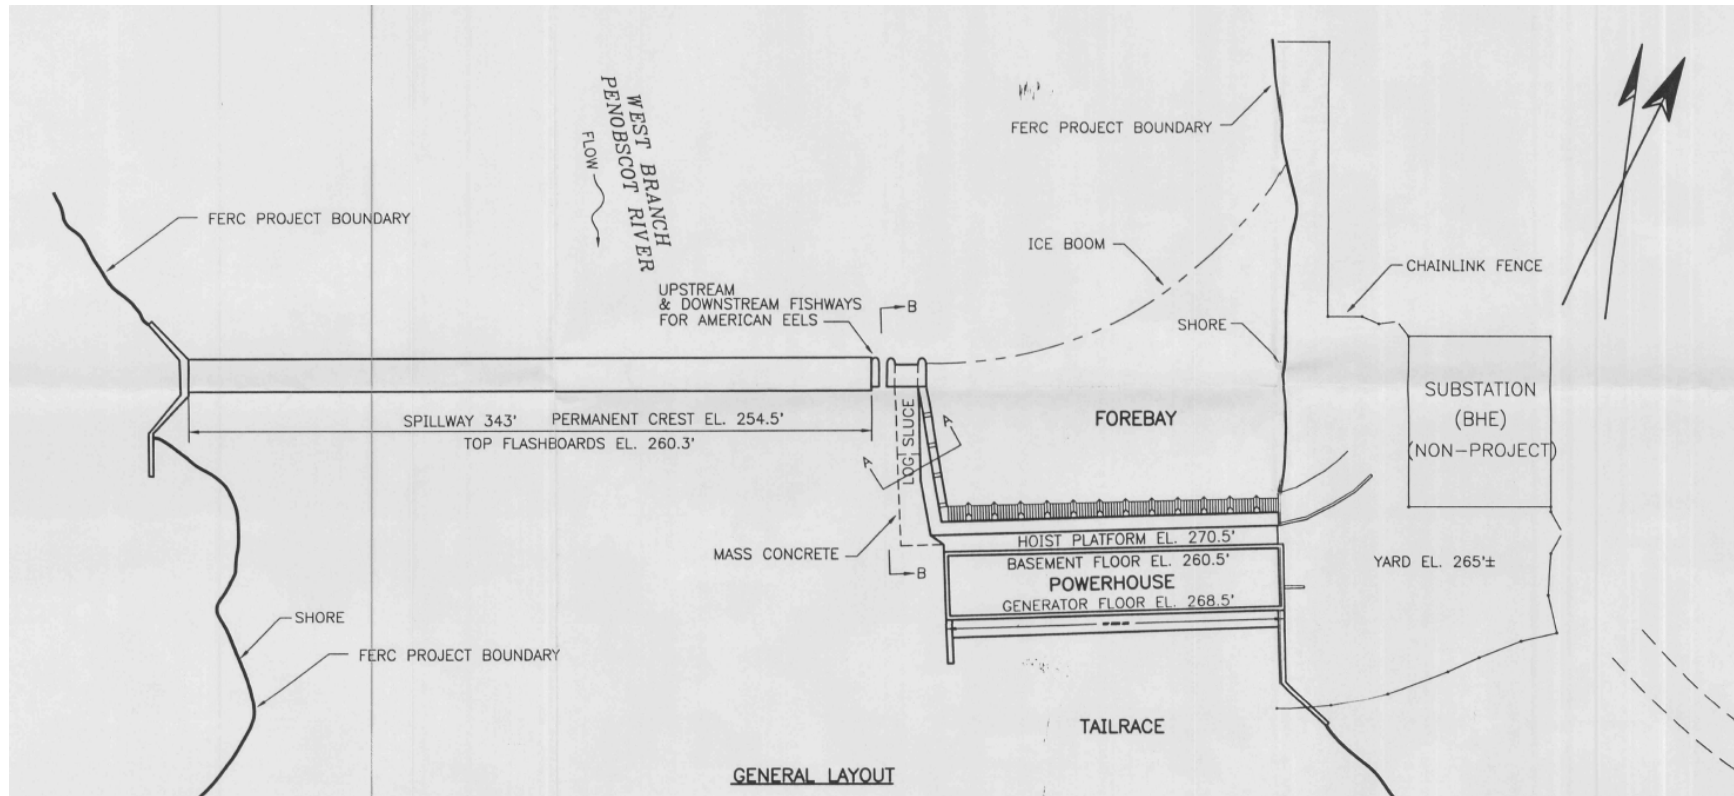 WEST BRANCH
PENOBSCOT RIVER
FLOW
FERC PROJECT BOUNDARY
FERC PROJECT BOUNDARY
ICE BOOM
CHAINLINK FENCE
UPSTREAM
& DOWNSTREAM FISHWAYS
FOR AMERICAN EELS
B
SHORE
SUBSTATION
(BHE)
(NON-PROJECT)
SPILLWAY 343' PERMANENT CREST EL. 254.5'
TOP FLASHBOARDS EL. 260.3'
LOG SLUCE
A
A
FOREBAY
MASS CONCRETE
B
HOIST PLATFORM EL. 270.5'
BASEMENT FLOOR EL. 260.5'
POWERHOUSE
GENERATOR FLOOR EL. 268.5'
YARD EL. 265'±
SHORE
FERC PROJECT BOUNDARY
TAILRACE
GENERAL LAYOUT